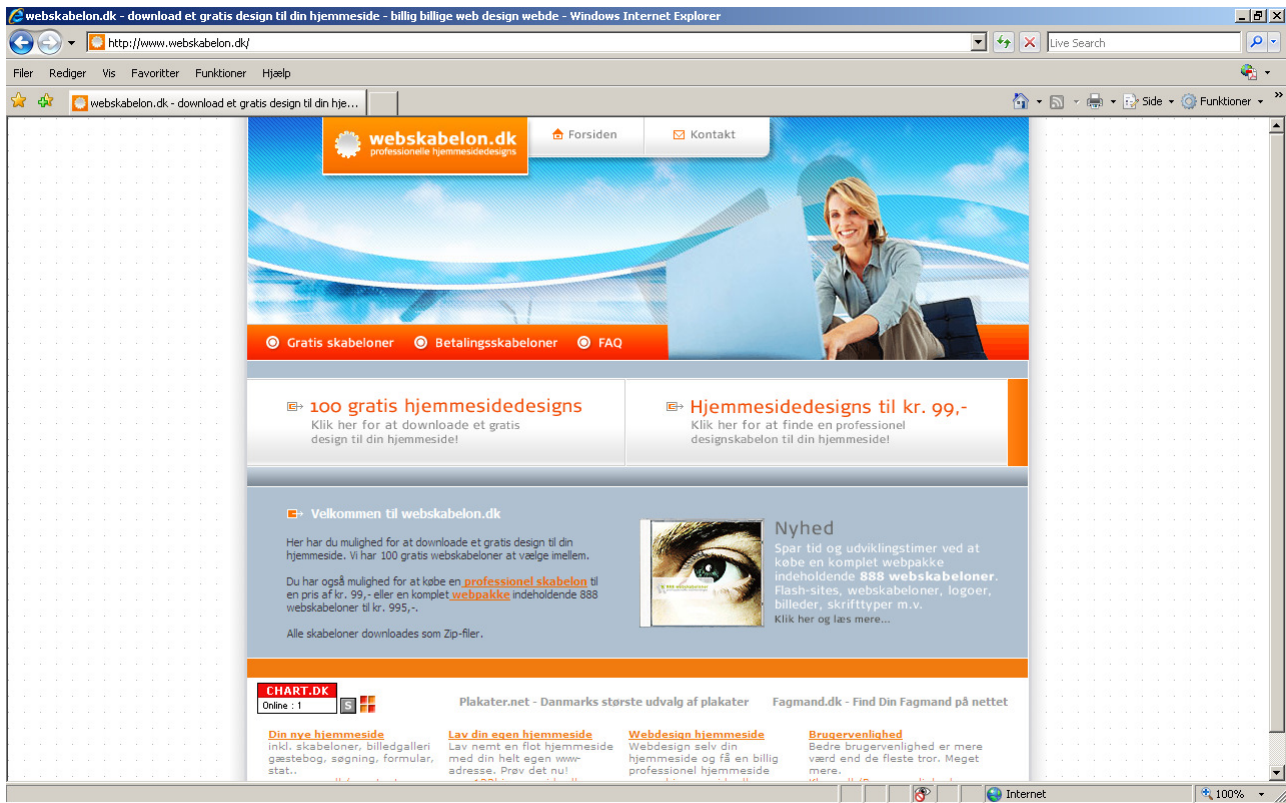 webskabelon.dk - download et gratis design til din hjemmeside - billig billige web design webde - Windows Internet Explorer
http://www.webskabelon.dk/
Live Search
Filer Rediger Vis Favoritter Funktioner Hjælp
webskabelon.dk - download et gratis design til din hje...
Side Funktioner
webskabelon.dk
professionelle hjemmesidedesigns
Forsiden Kontakt
Gratis skabeloner Betalingsskabeloner FAQ
100 gratis hjemmesidedesigns
Klik her for at downloade et gratis
design til din hjemmeside!
Hjemmesidedesigns til kr. 99,-
Klik her for at finde en professionel
designskabelon til din hjemmeside!
Velkommen til webskabelon.dk
Her har du mulighed for at downloade et gratis design til din
hjemmeside. Vi har 100 gratis webskabeloner at vælge imellem.
Du har også mulighed for at købe en professionel skabelon til
en pris af kr. 99,- eller en komplet webpakke indeholdende 888
webskabeloner til kr. 995,-.
Alle skabeloner downloades som Zip-filer.
Nyhed
Spar tid og udviklingstimer ved at
købe en komplet webpakke
indeholdende 888 webskabeloner.
Flash-sites, webskabeloner, logoer,
billeder, skrifttyper m.v.
Klik her og læs mere...
CHART.DK
Online : 1
S
Plakater.net - Danmarks største udvalg af plakater Fagmand.dk - Find Din Fagmand på nettet
Din nye hjemmeside
inkl. skabeloner, billedgalleri
gæstebog, søgning, formular,
stat..
Lav din egen hjemmeside
Lav nemt en flot hjemmeside
med din helt egen www-
adresse. Prøv det nu!
Webdesign hjemmeside
Webdesign selv din
hjemmeside og få en billig
professionel hjemmeside
Brugervenlighed
Bedre brugervenlighed er mere
værd end de fleste tror. Meget
mere.
Internet
100%